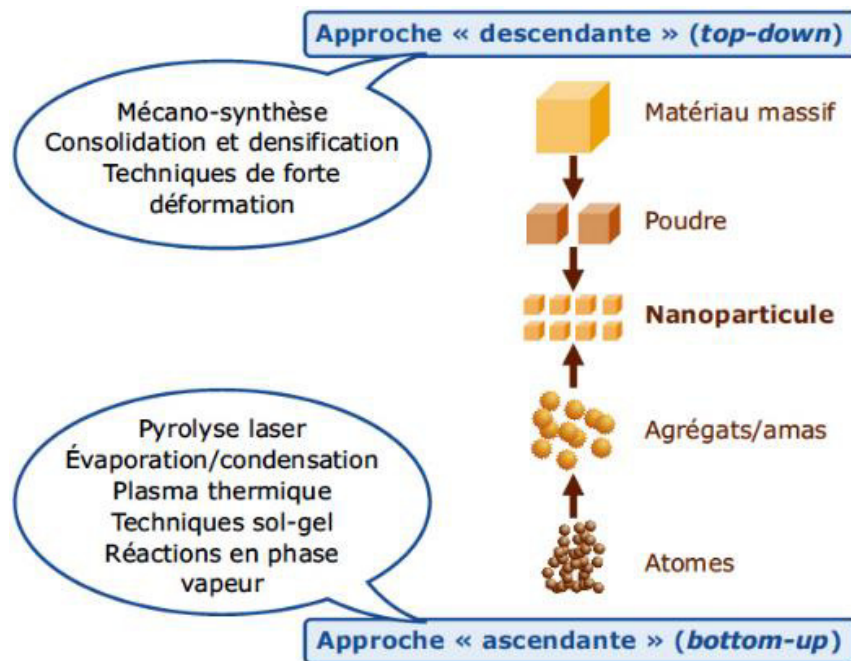 Approche « descendante » (top-down)
Mécano-synthèse
Consolidation et densification
Techniques de forte
déformation
Matériau massif
Poudre
Nanoparticule
Pyrolyse laser
Évaporation/condensation
Plasma thermique
Techniques sol-gel
Réactions en phase
vapeur
Agrégats/amas
Atomes
Approche « ascendante » (bottom-up)